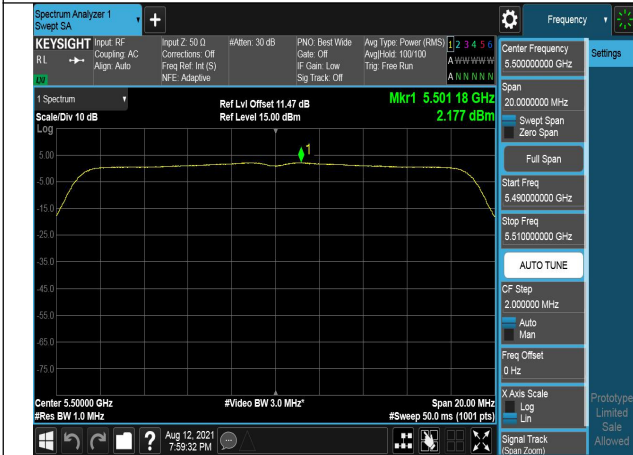 Spectrum Analyzer 1
Swept SA
+
Frequency
KEYSIGHT
RL
Input: RF
Coupling: AC
Align: Auto
Input Z: 50 Ω
Corrections: Off
Freq Ref: Int (S)
NFE: Adaptive
#Atten: 30 dB
PNO: Best Wide
Gate: Off
IF Gain: Low
Sig Track: Off
Avg Type: Power (RMS)
Avg|Hold: 100/100
Trig: Free Run
1 2 3 4 5 6
A W W W W W
A N N N N N
1 Spectrum
Scale/Div 10 dB
Ref Lvl Offset 11.47 dB
Ref Level 15.00 dBm
Mkr1 5.501 18 GHz
2.177 dBm
Log
1
5.00
-5.00
-15.0
-25.0
-35.0
-45.0
-55.0
-65.0
-75.0
Center 5.50000 GHz
#Res BW 1.0 MHz
#Video BW 3.0 MHz*
Span 20.00 MHz
#Sweep 50.0 ms (1001 pts)
?
Aug 12, 2021
7:59:32 PM
Center Frequency
5.500000000 GHz
Span
20.0000000 MHz
Swept Span
Zero Span
Full Span
Start Freq
5.490000000 GHz
Stop Freq
5.510000000 GHz
AUTO TUNE
CF Step
2.000000 MHz
Auto
Man
Freq Offset
0 Hz
X Axis Scale
Log
Lin
Signal Track
(Span Zoom)
Settings
Prototype
Limited
Sale
Allowed